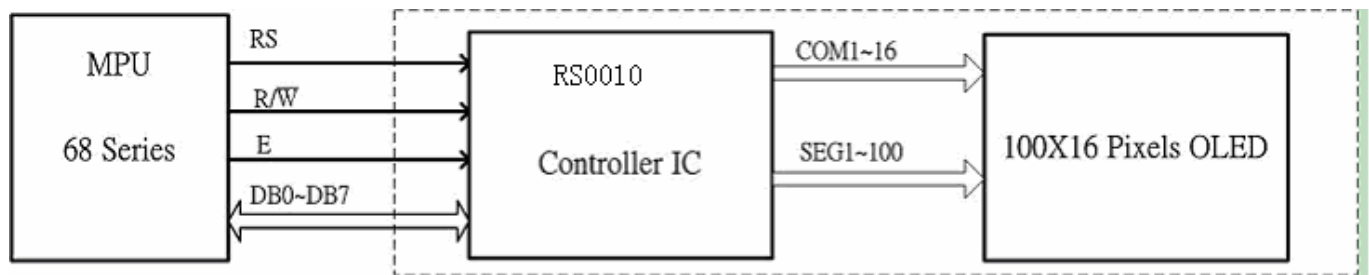 MPU
68 Series
RS
R/W̅
E
DB0~DB7
RS0010
Controller IC
COM1~16
SEG1~100
100X16 Pixels OLED